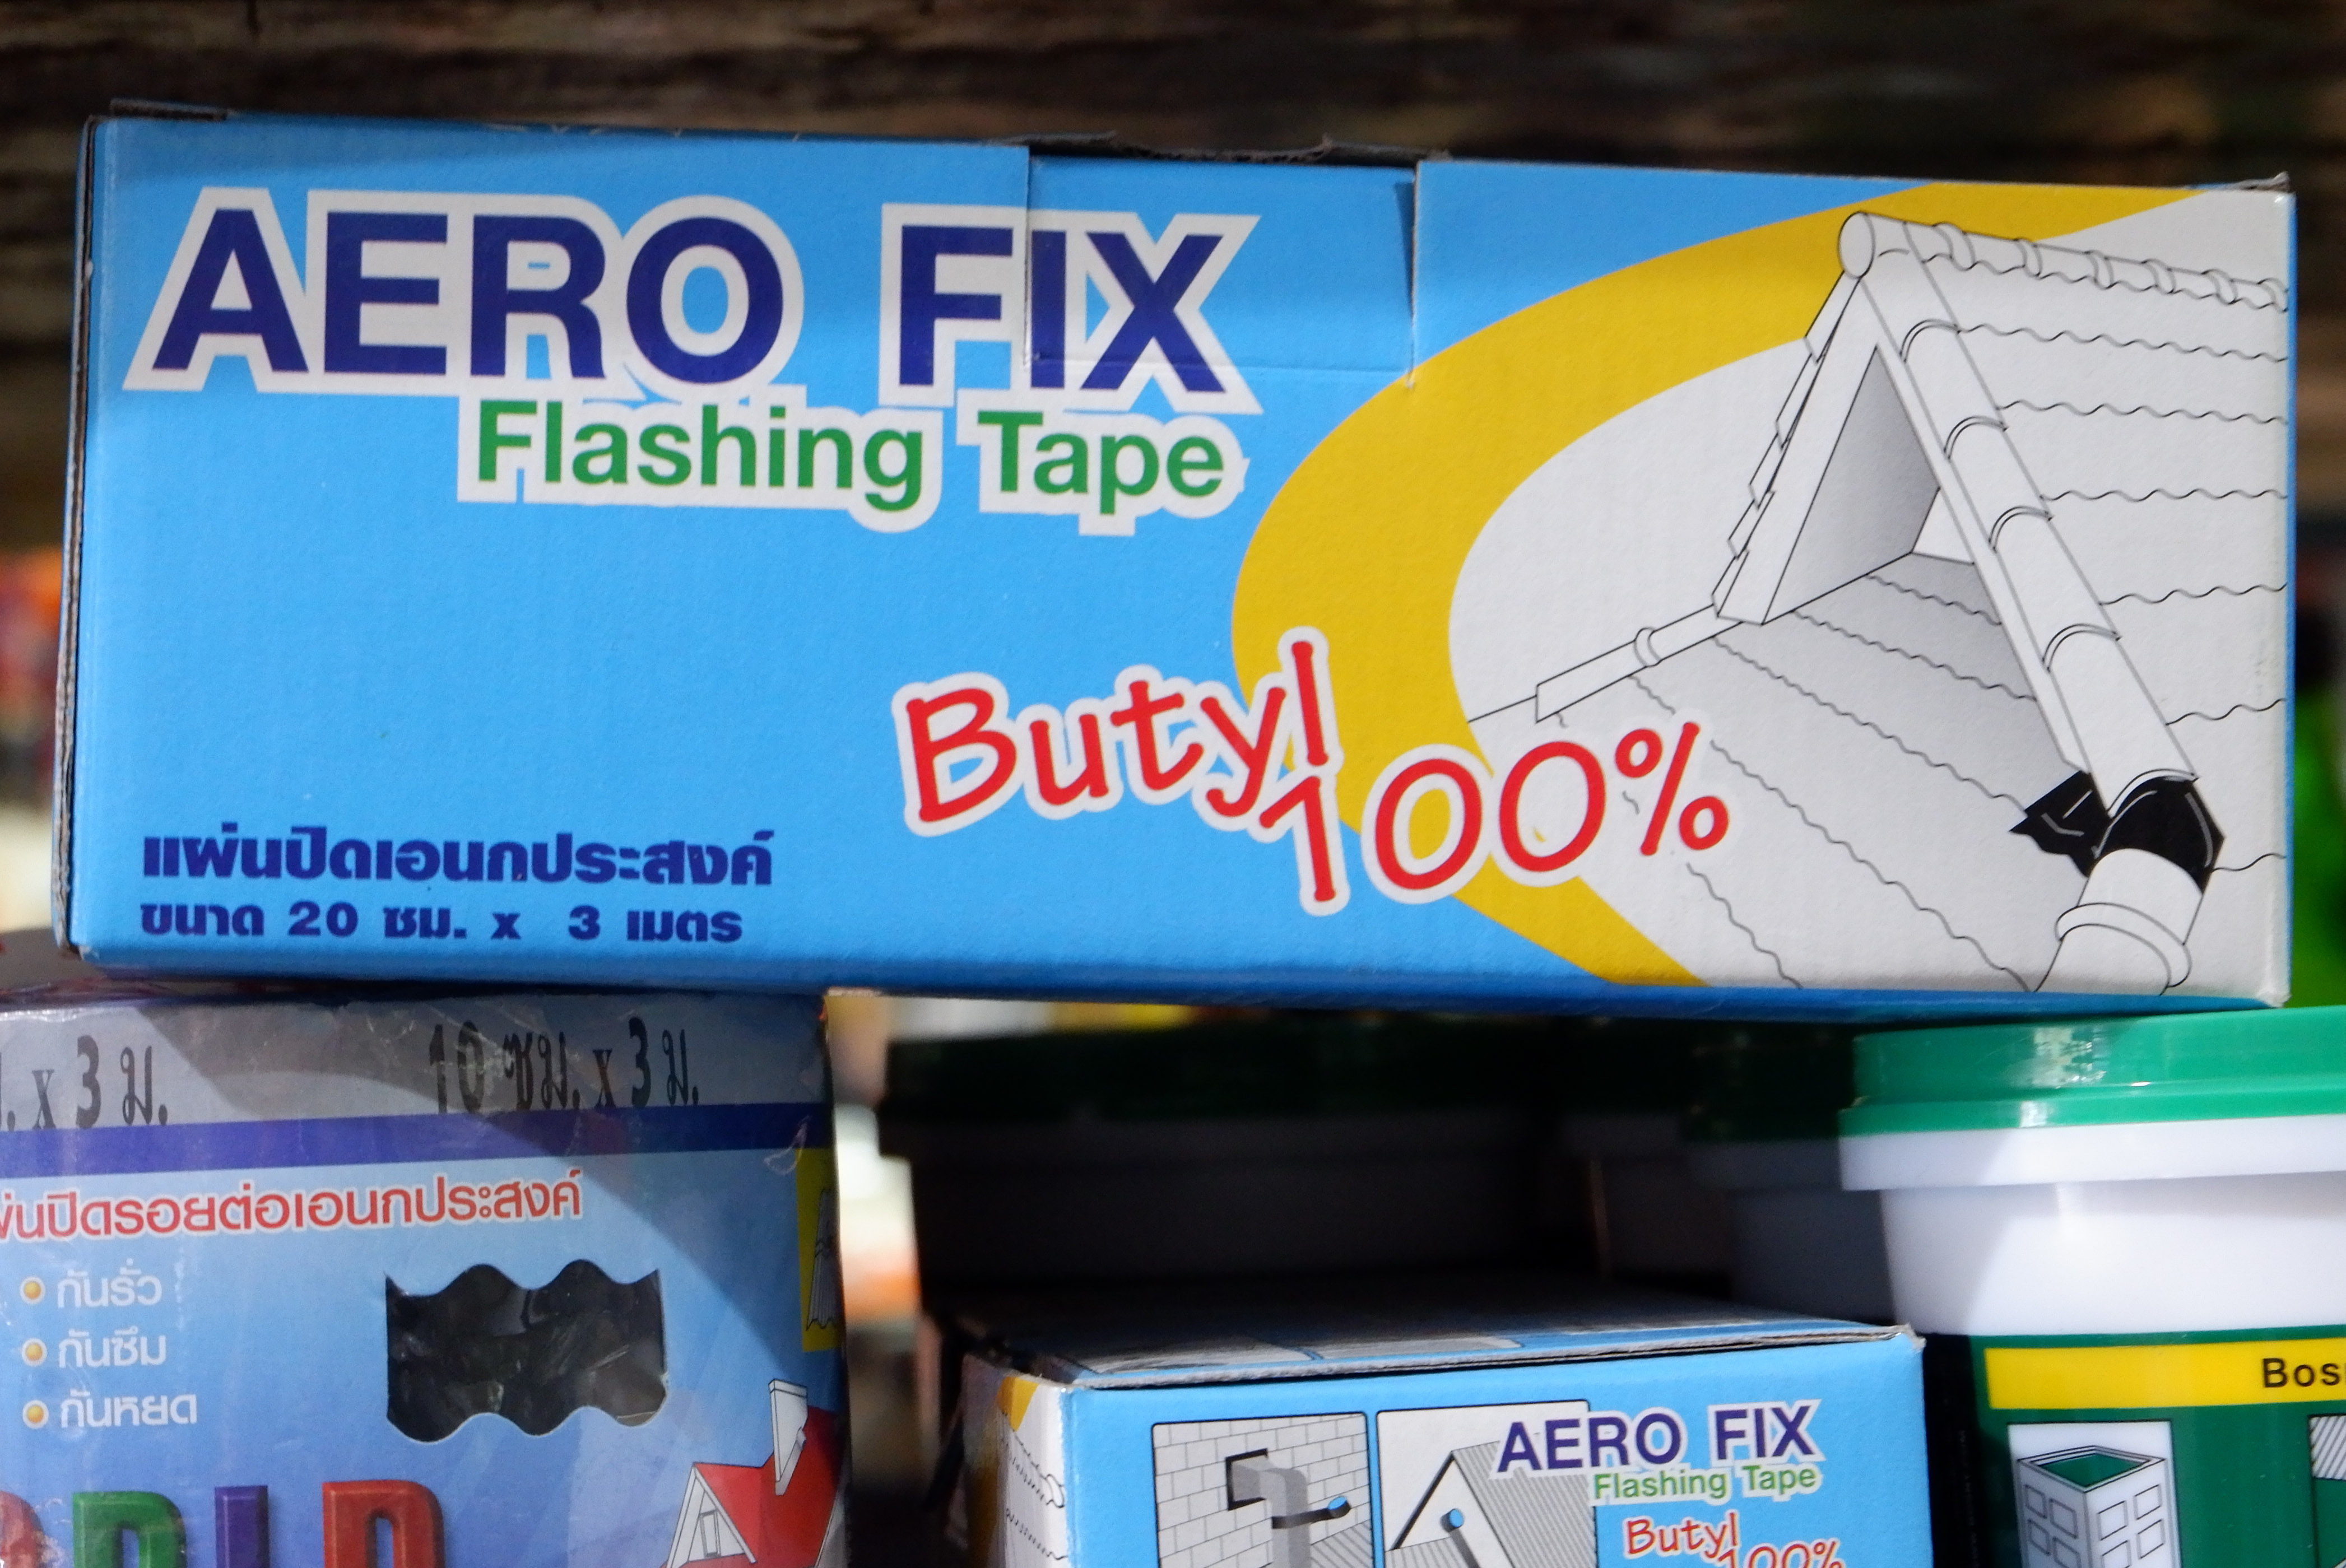 AERO FIX
Flashing Tape
Butyl
100%
แผ่นปิดเอนกประสงค์
ขนาด 20 ซม. x 3 เมตร
x 3 ม.
10 ซม. x 3 ม.
แผ่นปิดรอยต่อเอนกประสงค์
กันรั่ว
กันซึม
กันหยด
AERO FIX
Flashing Tape
Butyl
100%